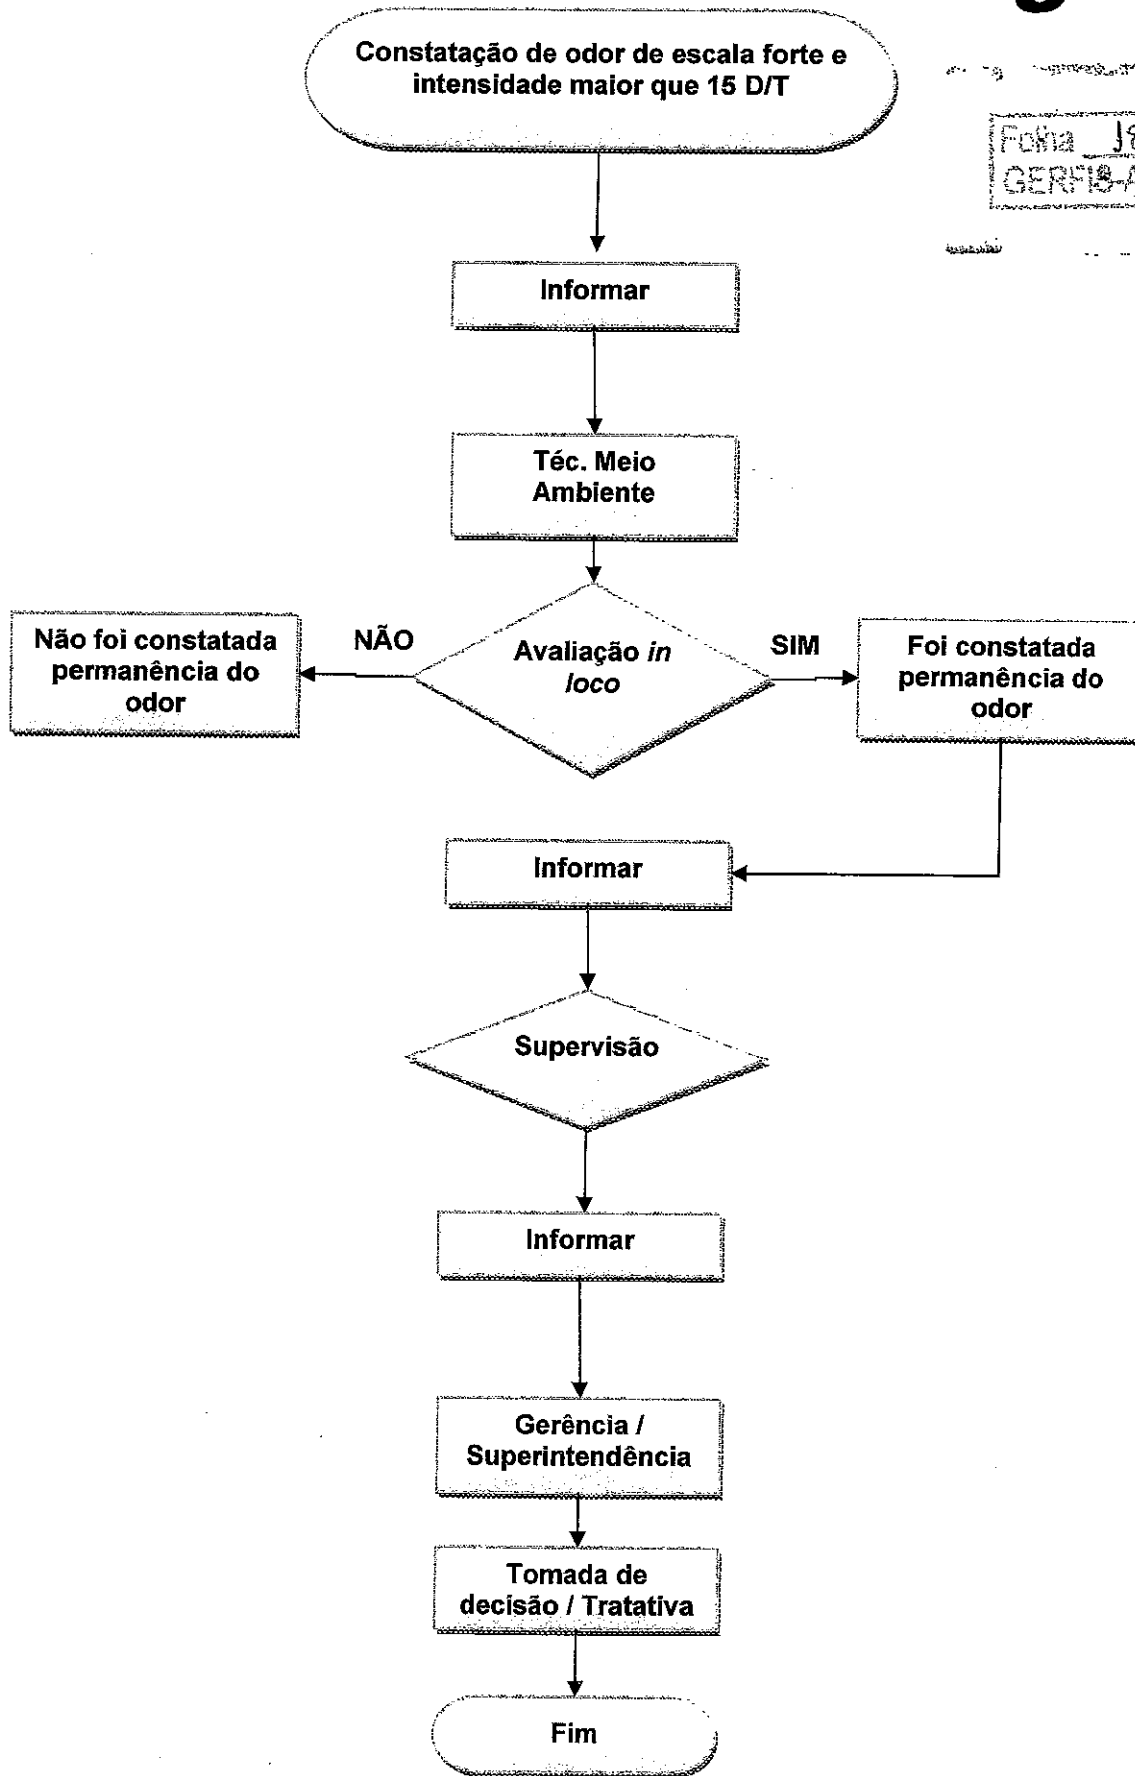 Constatação de odor de escala forte e
intensidade maior que 15 D/T
Folha
Informar
Téc. Meio
Ambiente
Não foi constatada
permanência do
odor
NÃO
Avaliação in
loco
SIM
Foi constatada
permanência do
odor
Informar
Supervisão
Informar
Gerência /
Superintendência
Tomada de
decisão / Tratativa
Fim